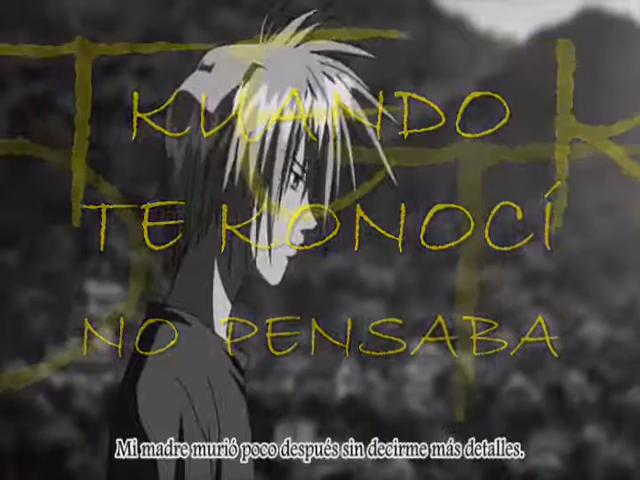 KUANDO
TE KONOCÍ
NO PENSABA
Mi madre murió poco después sin decirme más detalles.